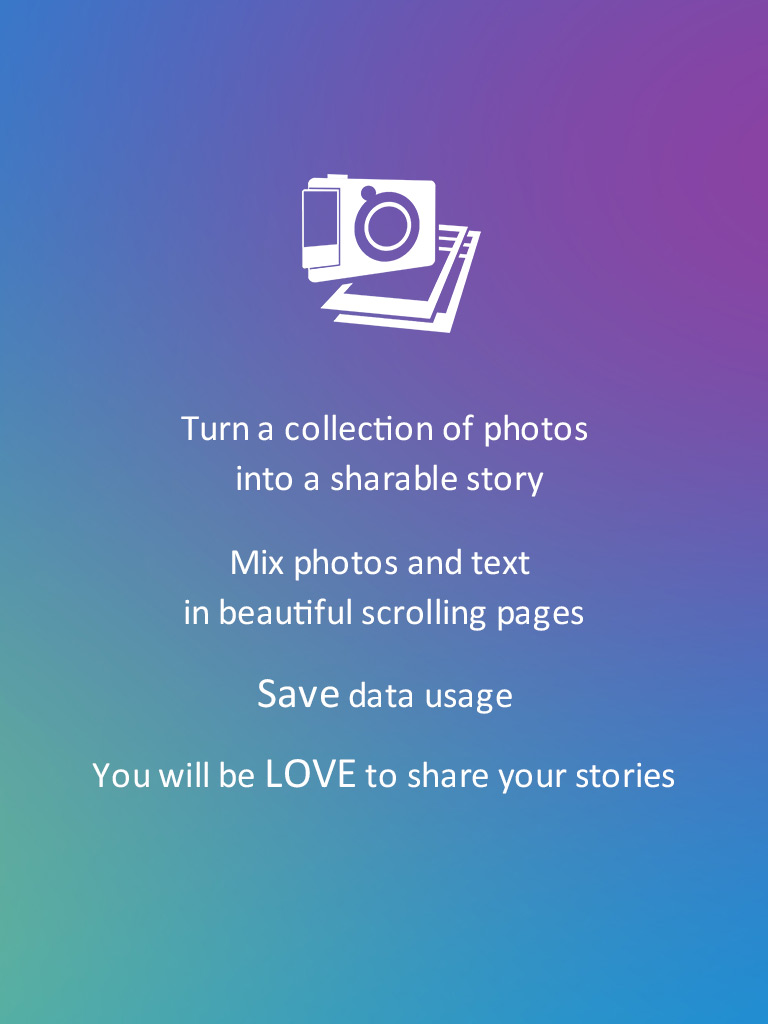 Turn a collection of photos
into a sharable story
Mix photos and text
in beautiful scrolling pages
Save data usage
You will be LOVE to share your stories